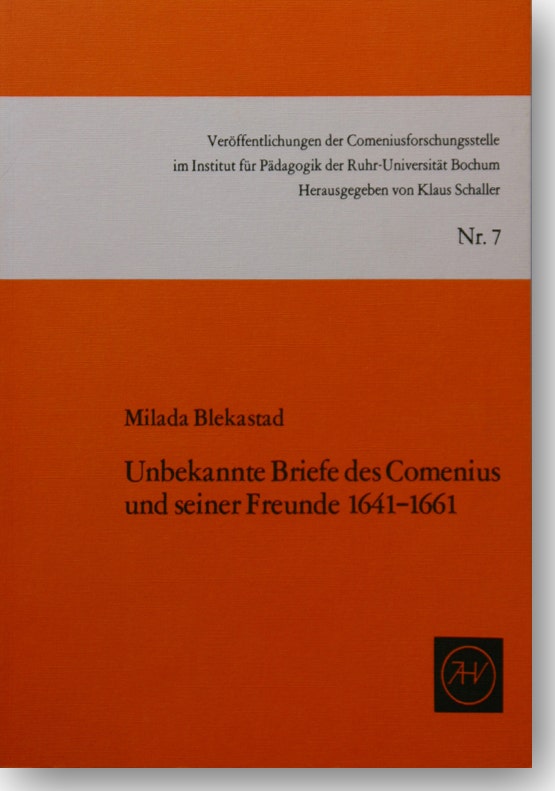 Veröffentlichungen der Comeniusforschungsstelle
im Institut für Pädagogik der Ruhr-Universität Bochum
Herausgegeben von Klaus Schaller
Nr. 7
Milada Blekastad
Unbekannte Briefe des Comenius
und seiner Freunde 1641–1661
AHV